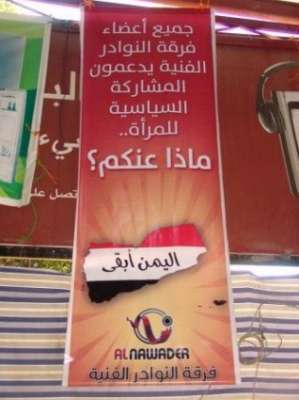 جميع أعضاء
فرقة النوادر
الفنية يدعمون
المشاركة
السياسية
للمرأة..
ماذا عنكم؟
اليمن أبقى
ALNAWADER
فرقة النوادر الفنية